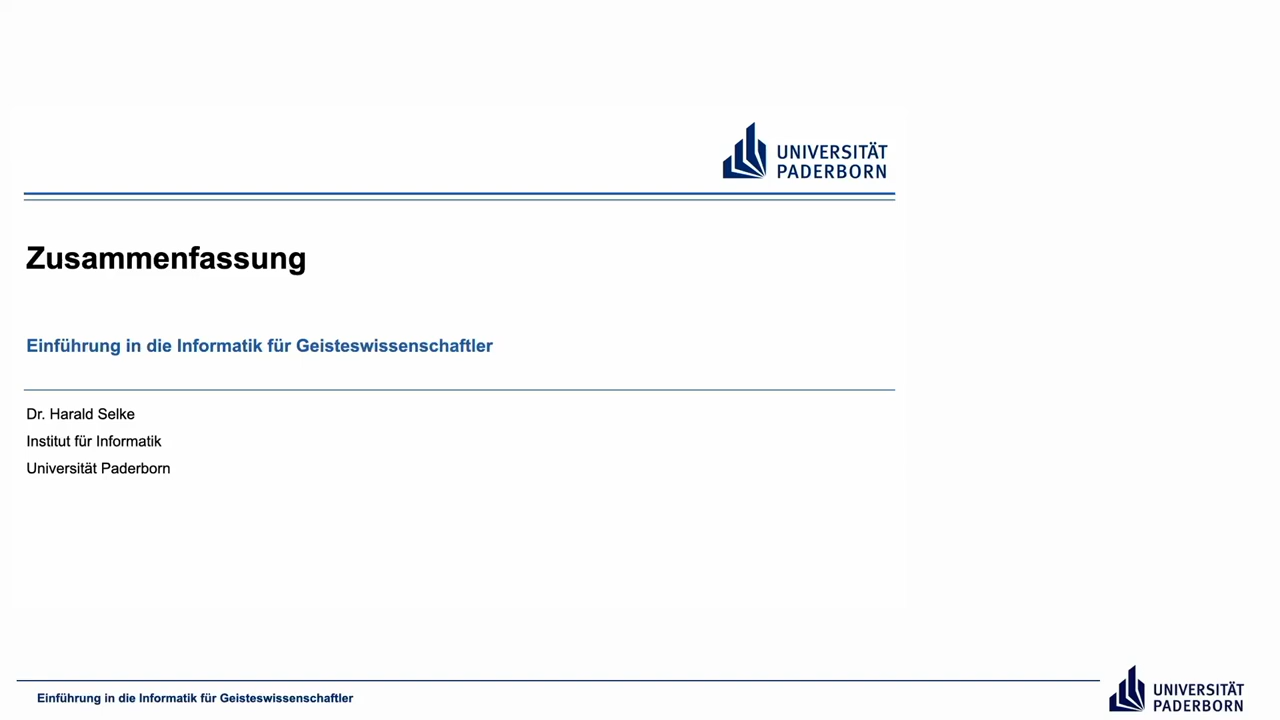 UNIVERSITÄT
PADERBORN
Zusammenfassung
Einführung in die Informatik für Geisteswissenschaftler
Dr. Harald Selke
Institut für Informatik
Universität Paderborn
Einführung in die Informatik für Geisteswissenschaftler
UNIVERSITÄT
PADERBORN